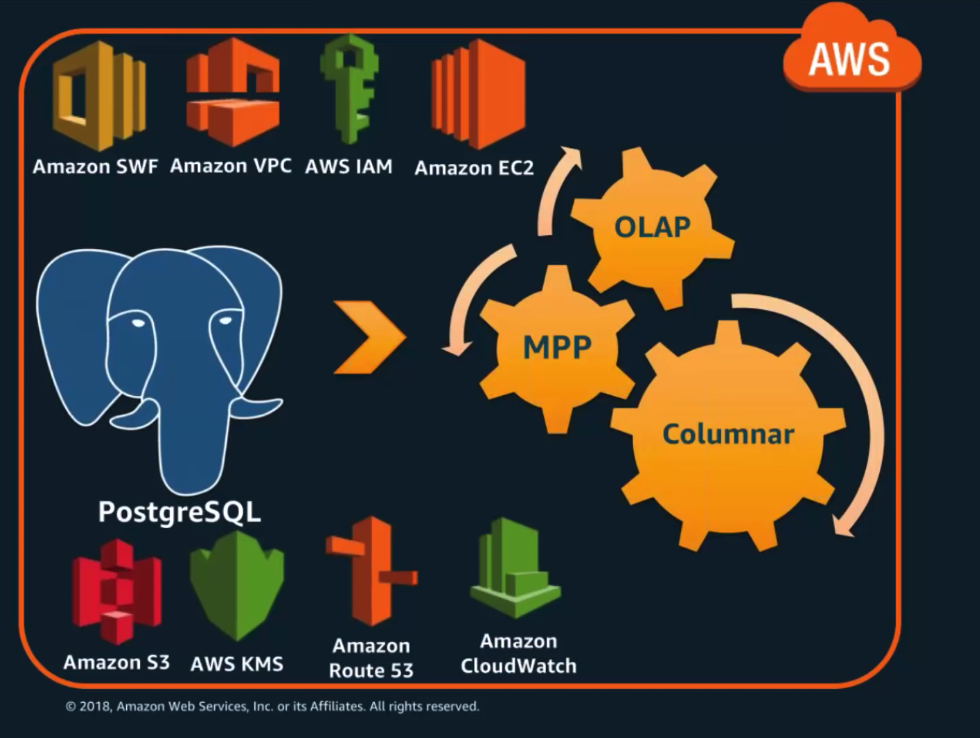 AWS
Amazon SWF
Amazon VPC
AWS IAM
Amazon EC2
OLAP
MPP
Columnar
PostgreSQL
Amazon S3
AWS KMS
Amazon
Route 53
Amazon
CloudWatch
© 2018, Amazon Web Services, Inc. or its Affiliates. All rights reserved.